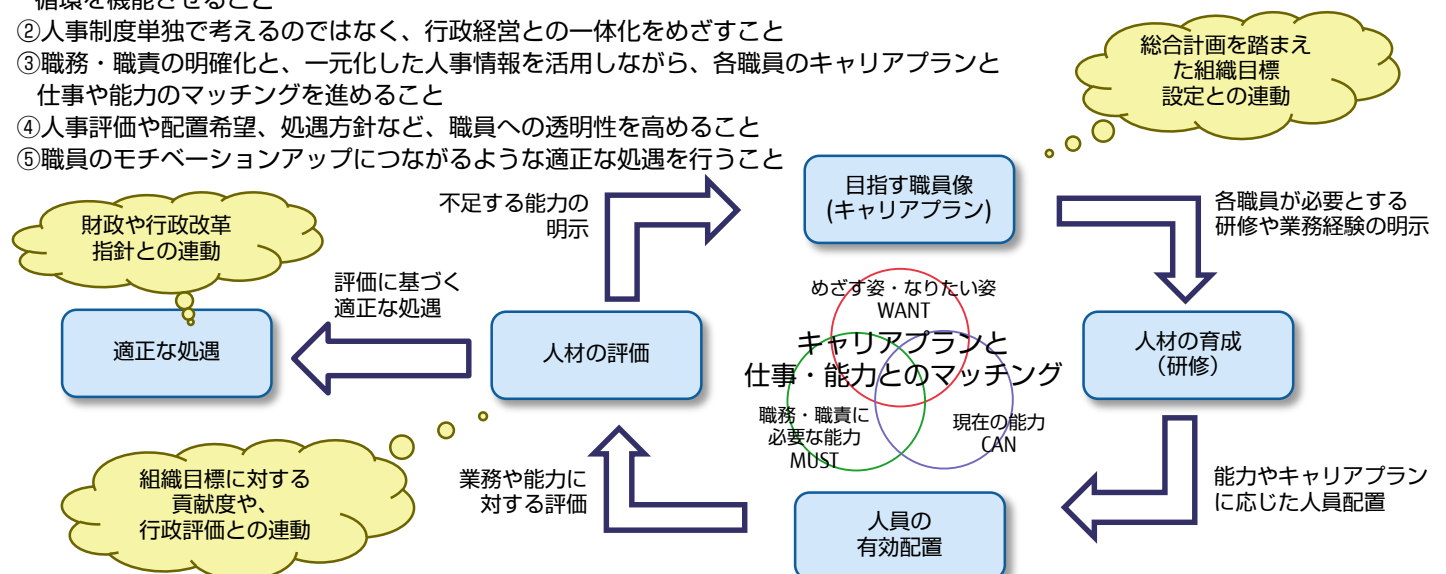 循環を機能させること
②人事制度単独で考えるのではなく、行政経営との一体化をめざすこと
③職務・職責の明確化と、一元化した人事情報を活用しながら、各職員のキャリアプランと
仕事や能力のマッチングを進めること
④人事評価や配置希望、処遇方針など、職員への透明性を高めること
⑤職員のモチベーションアップにつながるような適正な処遇を行うこと
総合計画を踏まえ
た組織目標
設定との連動
目指す職員像
(キャリアプラン)
不足する能力の
明示
各職員が必要とする
研修や業務経験の明示
財政や行政改革
指針との連動
評価に基づく
適正な処遇
適正な処遇
人材の評価
めざす姿・なりたい姿
WANT
キャリアプランと
仕事・能力とのマッチング
職務・職責に
必要な能力
MUST
現在の能力
CAN
人材の育成
（研修）
組織目標に対する
貢献度や、
行政評価との連動
業務や能力に
対する評価
人員の
有効配置
能力やキャリアプラン
に応じた人員配置